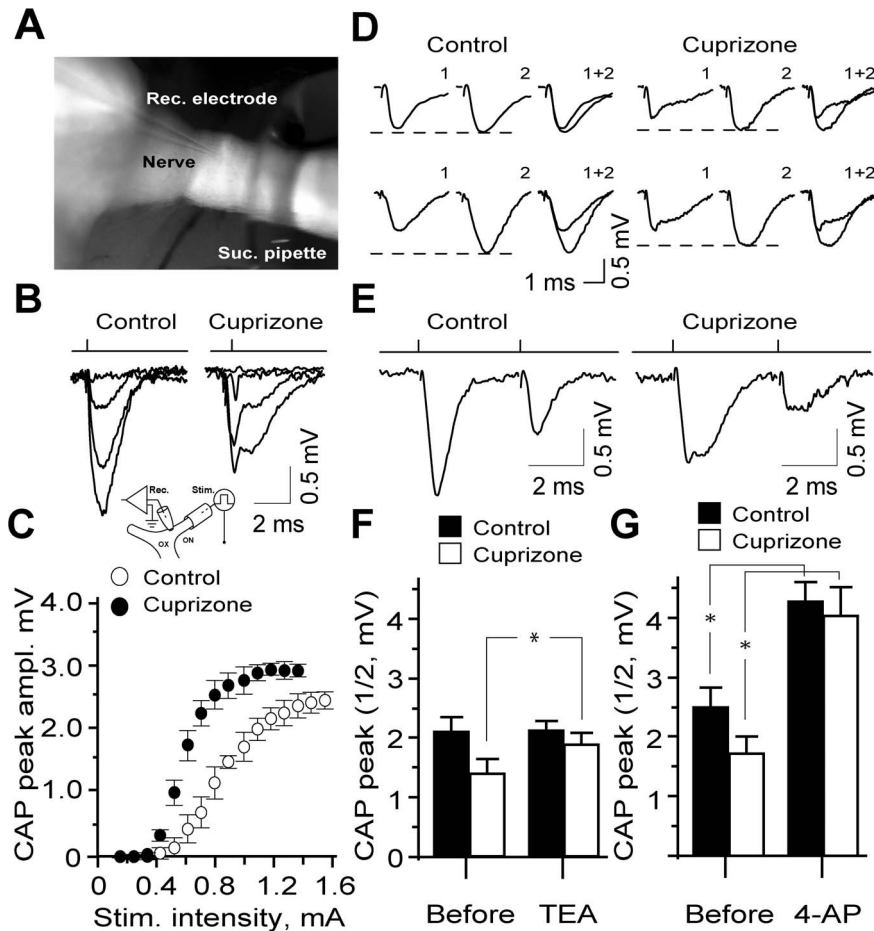 A
Rec. electrode
Nerve
Suc. pipette
B
Control
Cuprizone
0.5 mV
2 ms
Rec.
Stim.
OX
ON
C
Control
Cuprizone
CAP peak ampl. mV
4.0
3.0
2.0
1.0
0
0 0.4 0.8 1.2 1.6
Stim. intensity, mA
D
Control
Cuprizone
1 2 1+2
1 2 1+2
1 2 1+2
1 2 1+2
1 ms
0.5 mV
E
Control
Cuprizone
2 ms
0.5 mV
2 ms
0.5 mV
F
Control
Cuprizone
CAP peak (1/2, mV)
4
3
2
1
0
*
Before TEA
G
Control
Cuprizone
CAP peak (1/2, mV)
4
3
2
1
*
*
Before 4-AP